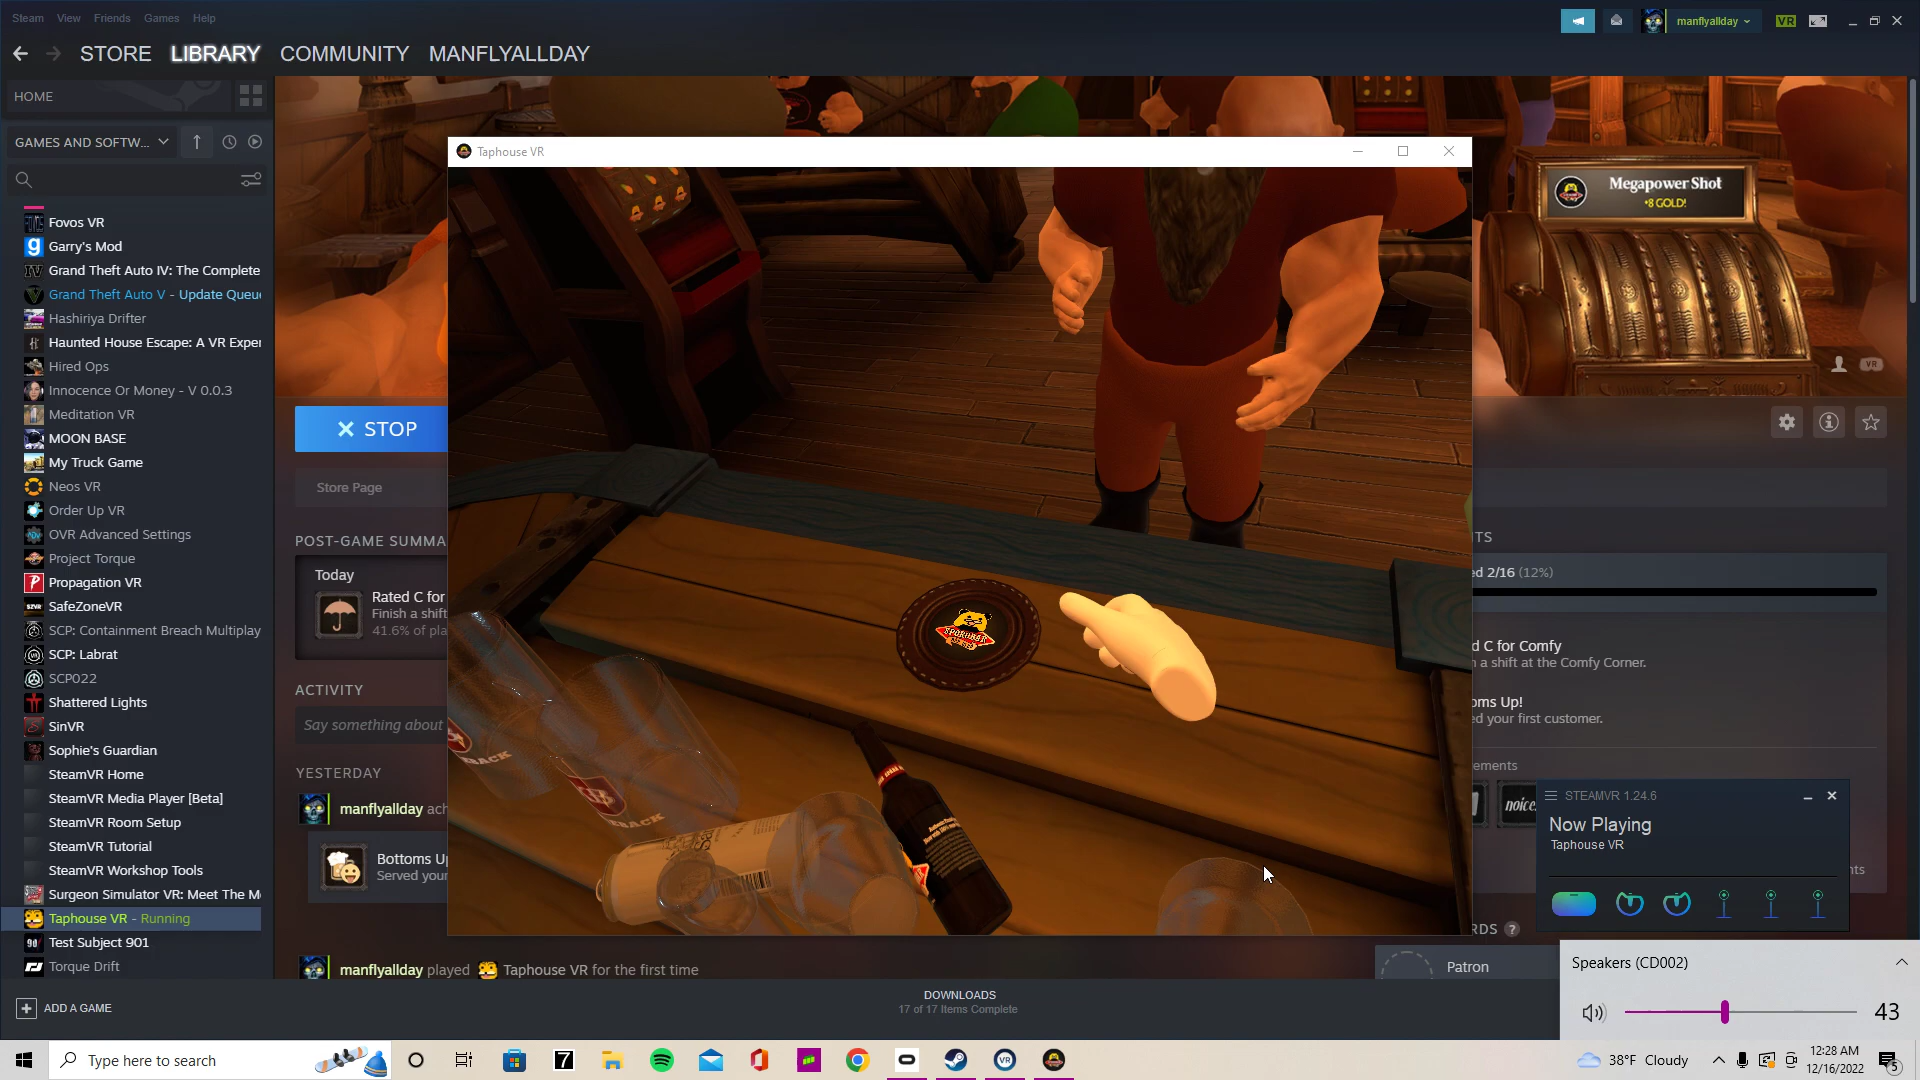 Steam View Friends Games Help
manflyallday
VR
STORE LIBRARY COMMUNITY MANFLYALLDAY
HOME
GAMES AND SOFTW...
Fovos VR
Garry's Mod
Grand Theft Auto IV: The Complete
Grand Theft Auto V - Update Queu
Hashiriya Drifter
Haunted House Escape: A VR Exper
Hired Ops
Innocence Or Money - V 0.0.3
Meditation VR
MOON BASE
My Truck Game
Neos VR
Order Up VR
OVR Advanced Settings
Project Torque
Propagation VR
SafeZoneVR
SCP: Containment Breach Multiplay
SCP: Labrat
SCP022
Shattered Lights
SinVR
Sophie's Guardian
SteamVR Home
SteamVR Media Player [Beta]
SteamVR Room Setup
SteamVR Tutorial
SteamVR Workshop Tools
Surgeon Simulator VR: Meet The M
Taphouse VR - Running
Test Subject 901
Torque Drift
ADD A GAME
Taphouse VR
Megapower Shot
+8 GOLD!
VR
STOP
Store Page
POST-GAME SUMMA
Today
Rated C for
Finish a shift
41.6% of pla
ACTIVITY
Say something about
YESTERDAY
manflyallday ach
Bottoms U
Served your
manflyallday played Taphouse VR for the first time
TS
ed 2/16 (12%)
d C for Comfy
n a shift at the Comfy Corner.
oms Up!
ed your first customer.
ements
noice
nts
RDS ?
Patron
STEAMVR 1.24.6
Now Playing
Taphouse VR
Speakers (CD002)
43
DOWNLOADS
17 of 17 Items Complete
Type here to search
38°F Cloudy
12:28 AM
12/16/2022
5